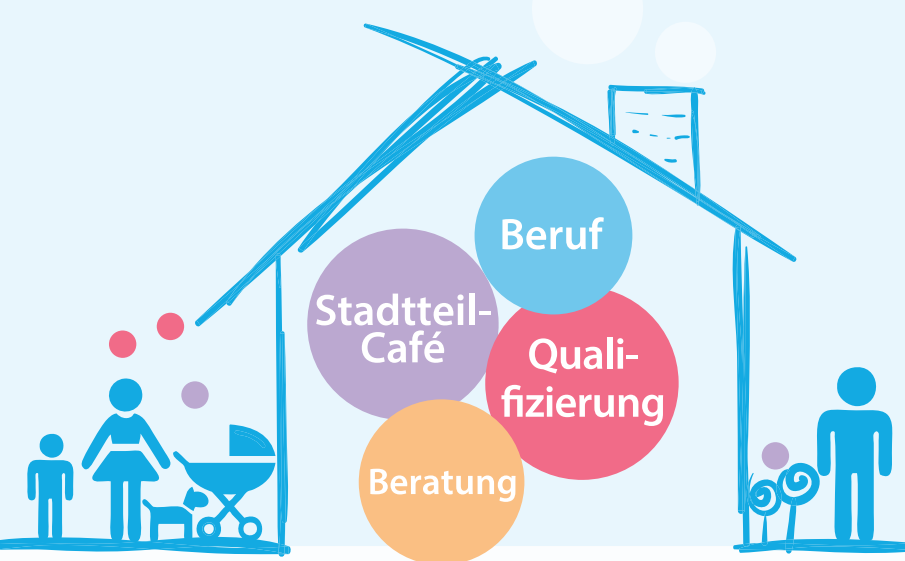 Beruf
Stadtteil-
Café
Quali-
fizierung
Beratung